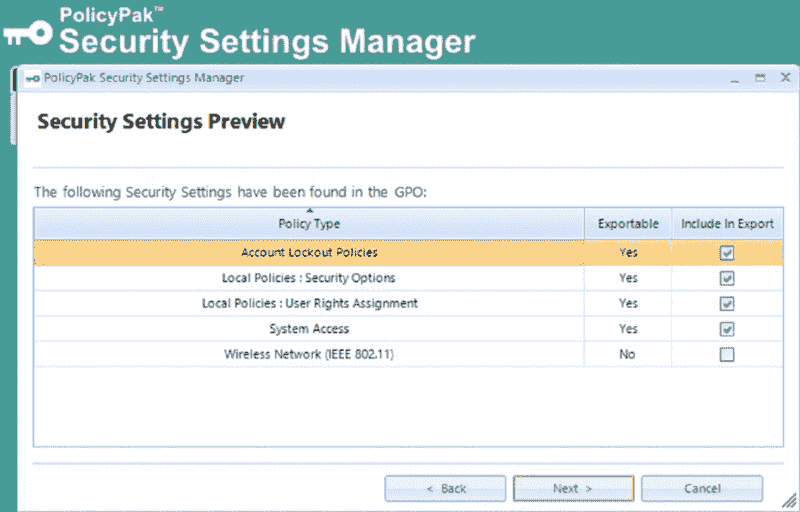 PolicyPak™
Security Settings Manager
PolicyPak Security Settings Manager
Security Settings Preview
The following Security Settings have been found in the GPO:
Policy Type Exportable Include In Export
Account Lockout Policies Yes
Local Policies : Security Options Yes
Local Policies : User Rights Assignment Yes
System Access Yes
Wireless Network (IEEE 802.11) No
< Back Next > Cancel